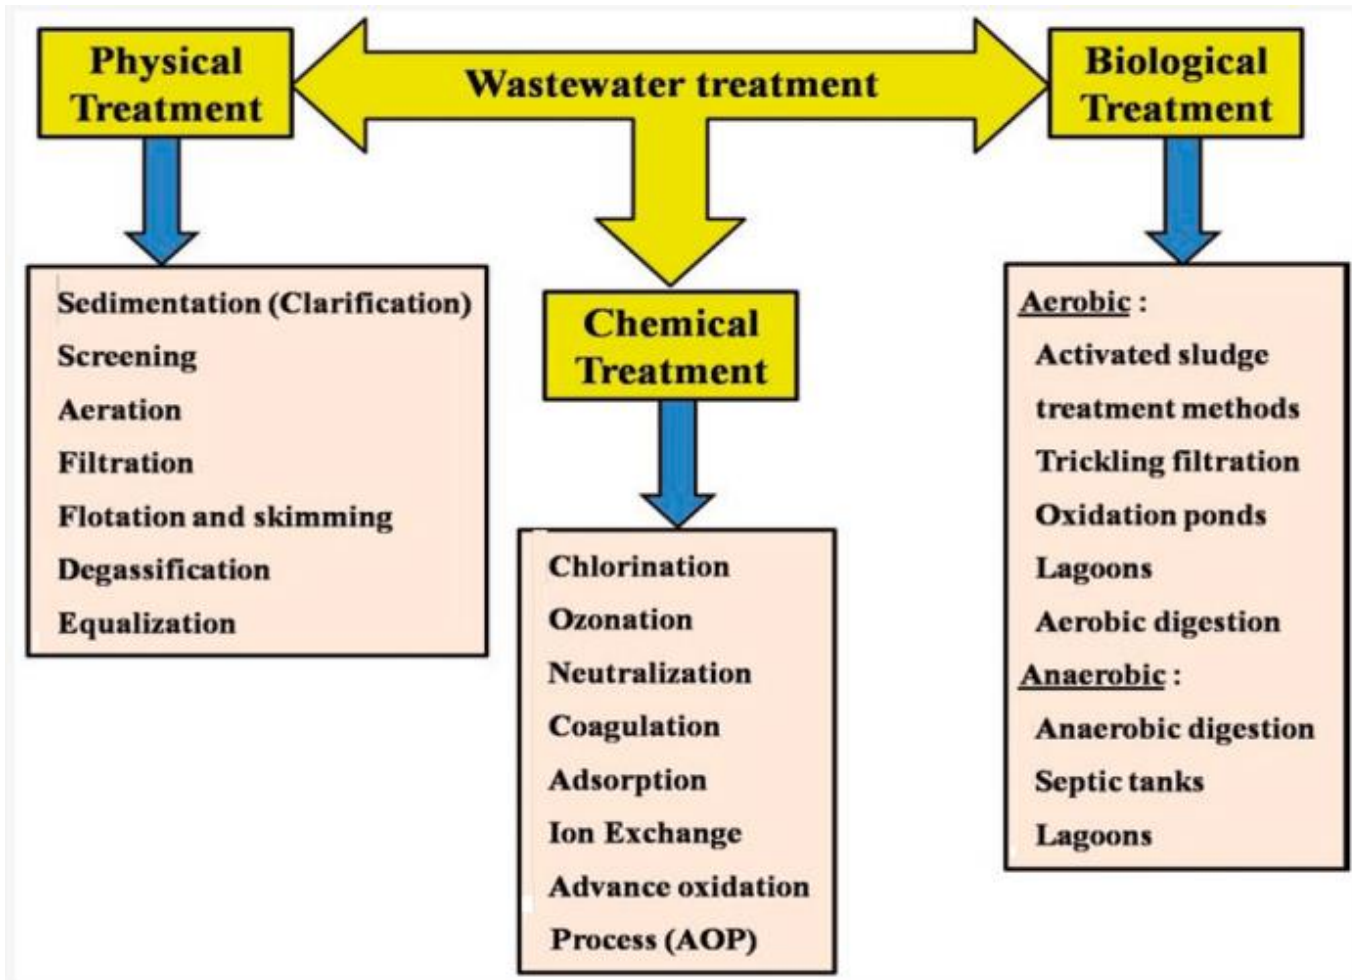 Wastewater treatment
Physical
Treatment
Sedimentation (Clarification)
Screening
Aeration
Filtration
Flotation and skimming
Degassification
Equalization
Chemical
Treatment
Chlorination
Ozonation
Neutralization
Coagulation
Adsorption
Ion Exchange
Advance oxidation
Process (AOP)
Biological
Treatment
Aerobic :
Activated sludge
treatment methods
Trickling filtration
Oxidation ponds
Lagoons
Aerobic digestion
Anaerobic :
Anaerobic digestion
Septic tanks
Lagoons